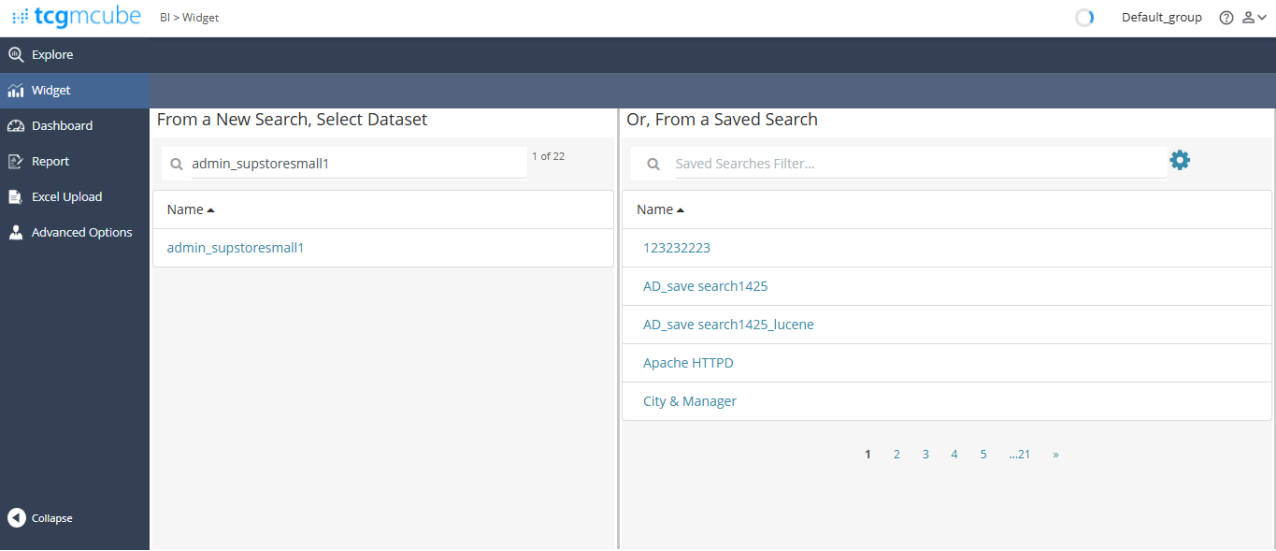 tcgmcube
BI > Widget
Default_group
Explore
Widget
Dashboard
Report
Excel Upload
Advanced Options
Collapse
From a New Search, Select Dataset
admin_supstoresmall1
1 of 22
Name
admin_supstoresmall1
Or, From a Saved Search
Saved Searches Filter...
Name
123232223
AD_save search1425
AD_save search1425_lucene
Apache HTTPD
City & Manager
1 2 3 4 5 ...21 »